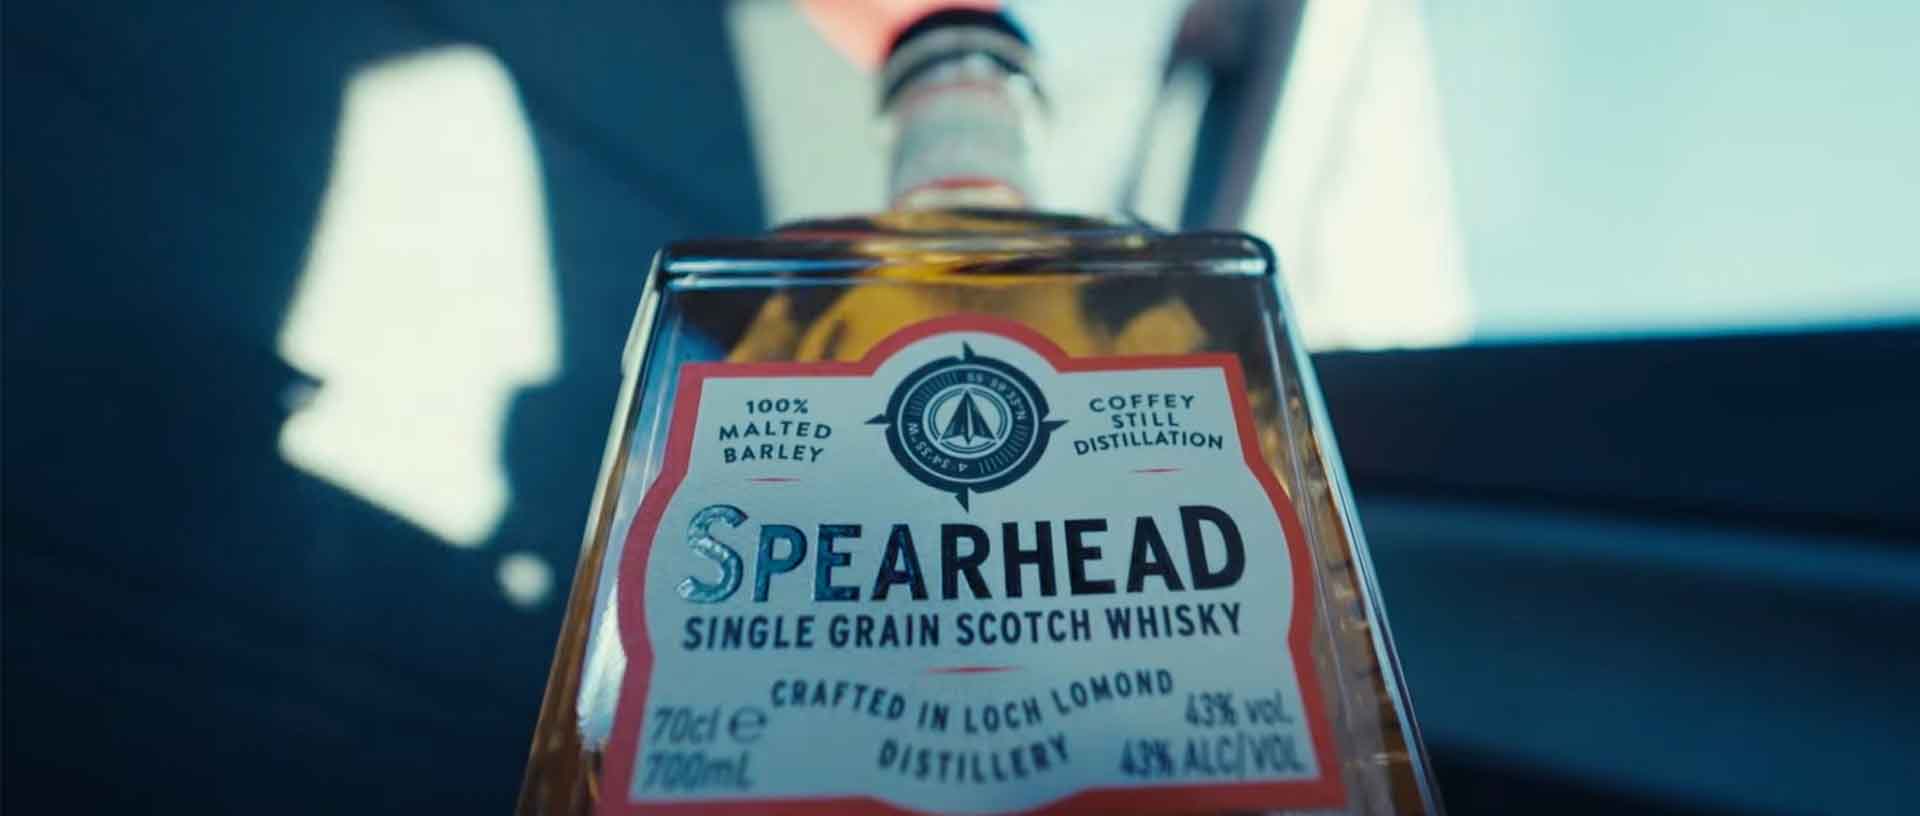 100%
MALTED
BARLEY
COFFEY
STILL
DISTILLATION
SPEARHEAD
SINGLE GRAIN SCOTCH WHISKY
CRAFTED IN LOCH LOMOND
DISTILLERY
70cl e
700mL
43% vol.
43% ALC/VOL